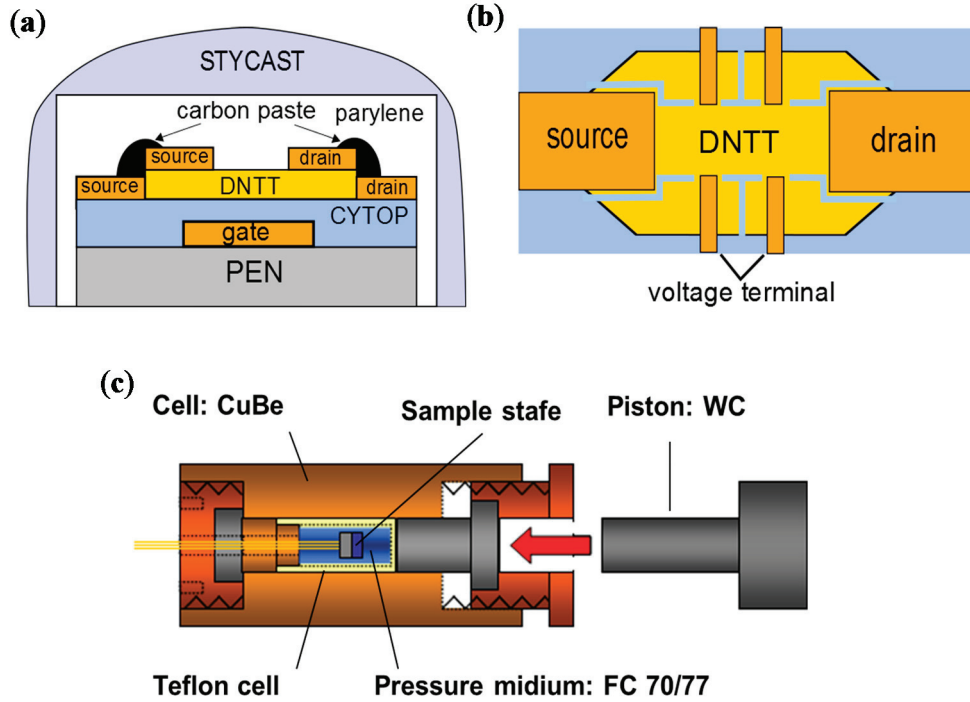 (a)
STYCAST
carbon paste
parylene
source
drain
source
DNTT
drain
CYTOP
gate
PEN
(b)
source
DNTT
drain
voltage terminal
(c)
Cell: CuBe
Sample stafe
Piston: WC
Teflon cell
Pressure midium: FC 70/77